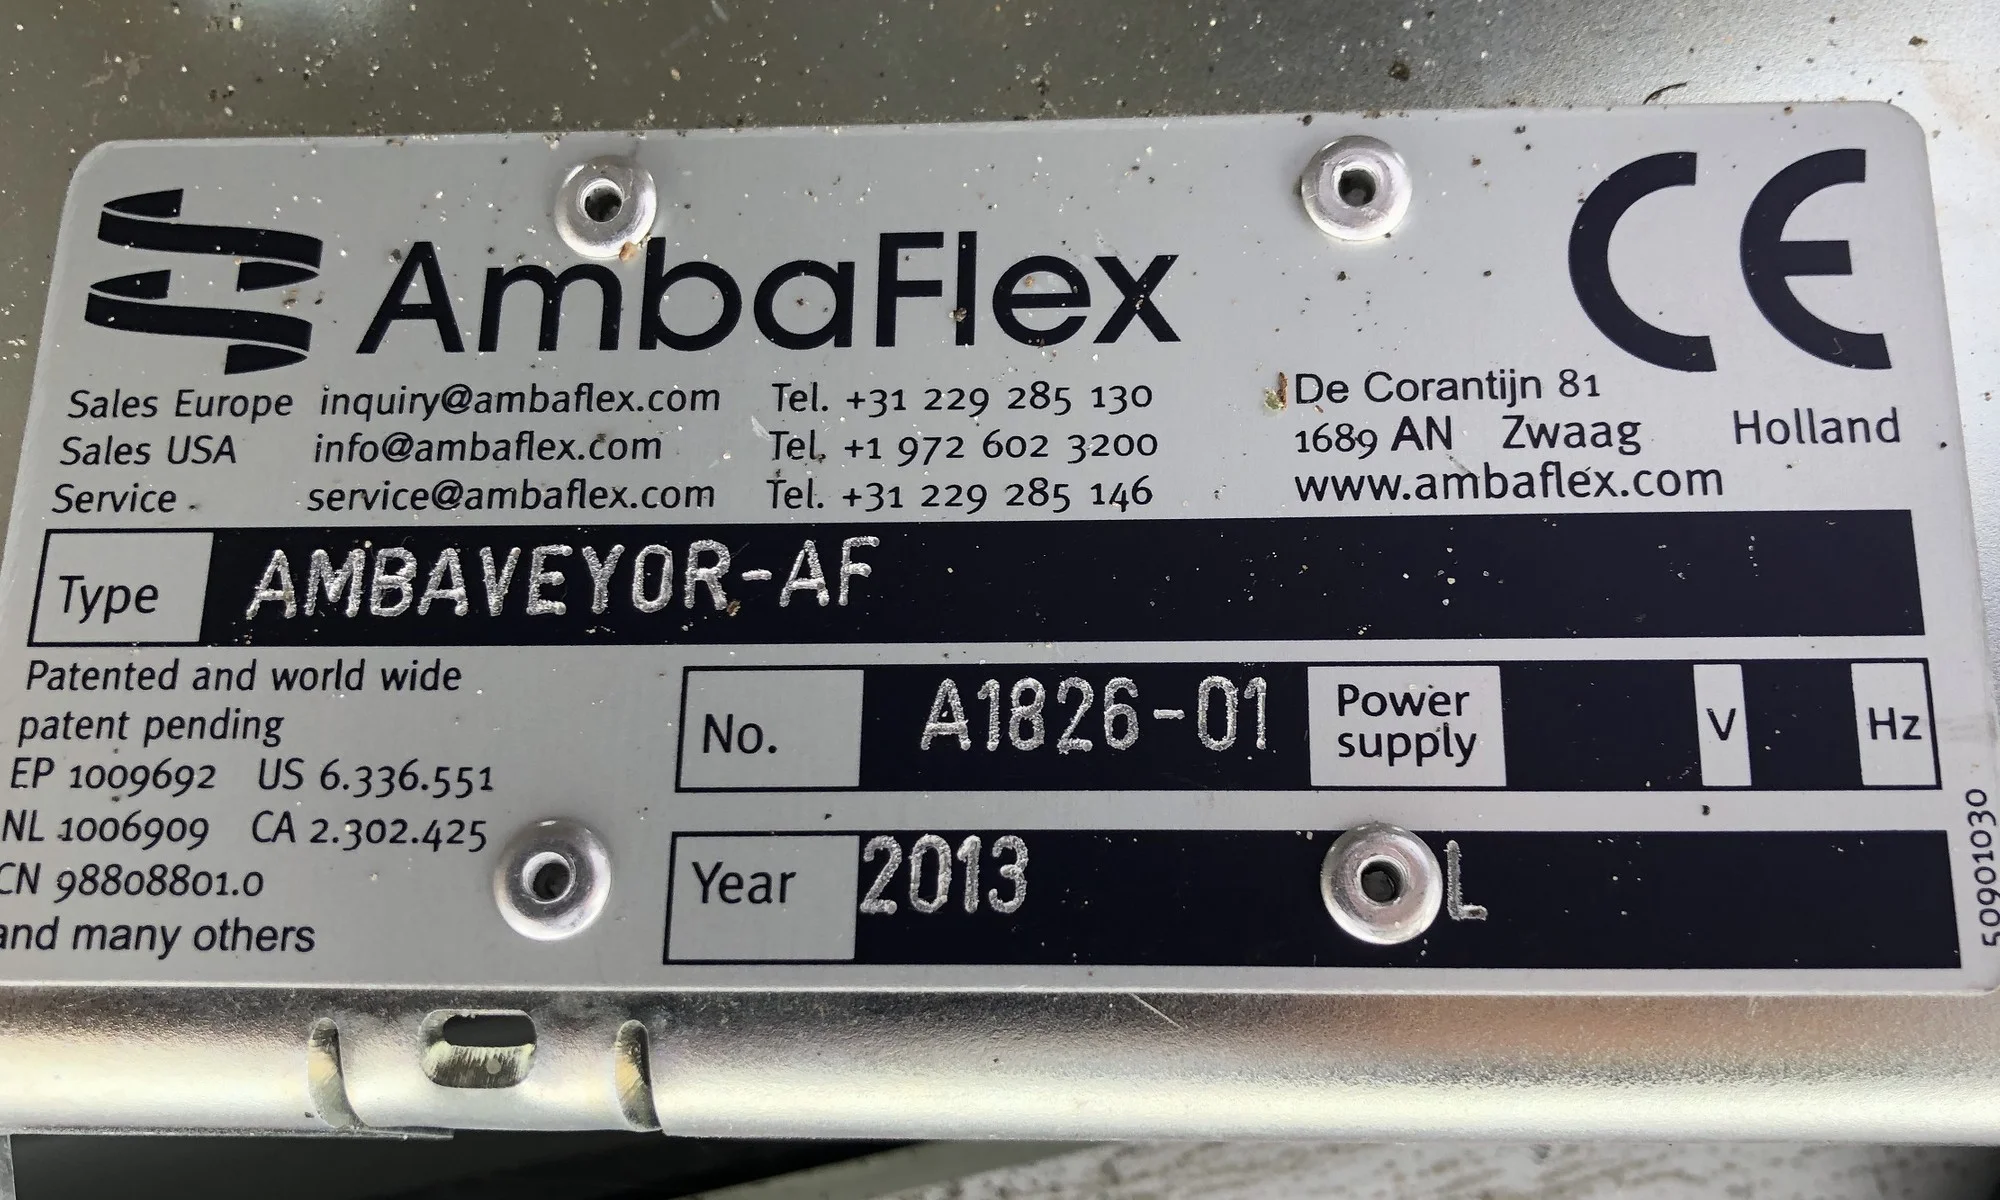 AmbaFlex CE
Sales Europe inquiry@ambaflex.com Tel. +31 229 285 130 De Corantijn 81
Sales USA info@ambaflex.com Tel. +1 972 602 3200 1689 AN Zwaag Holland
Service service@ambaflex.com Tel. +31 229 285 146 www.ambaflex.com
Type AMBAVEYOR-AF
Patented and world wide
patent pending
EP 1009692 US 6.336.551
NL 1006909 CA 2.302.425
CN 98808801.0
and many others
No. A1826-01 Power supply V Hz
Year 2013 L
509901030